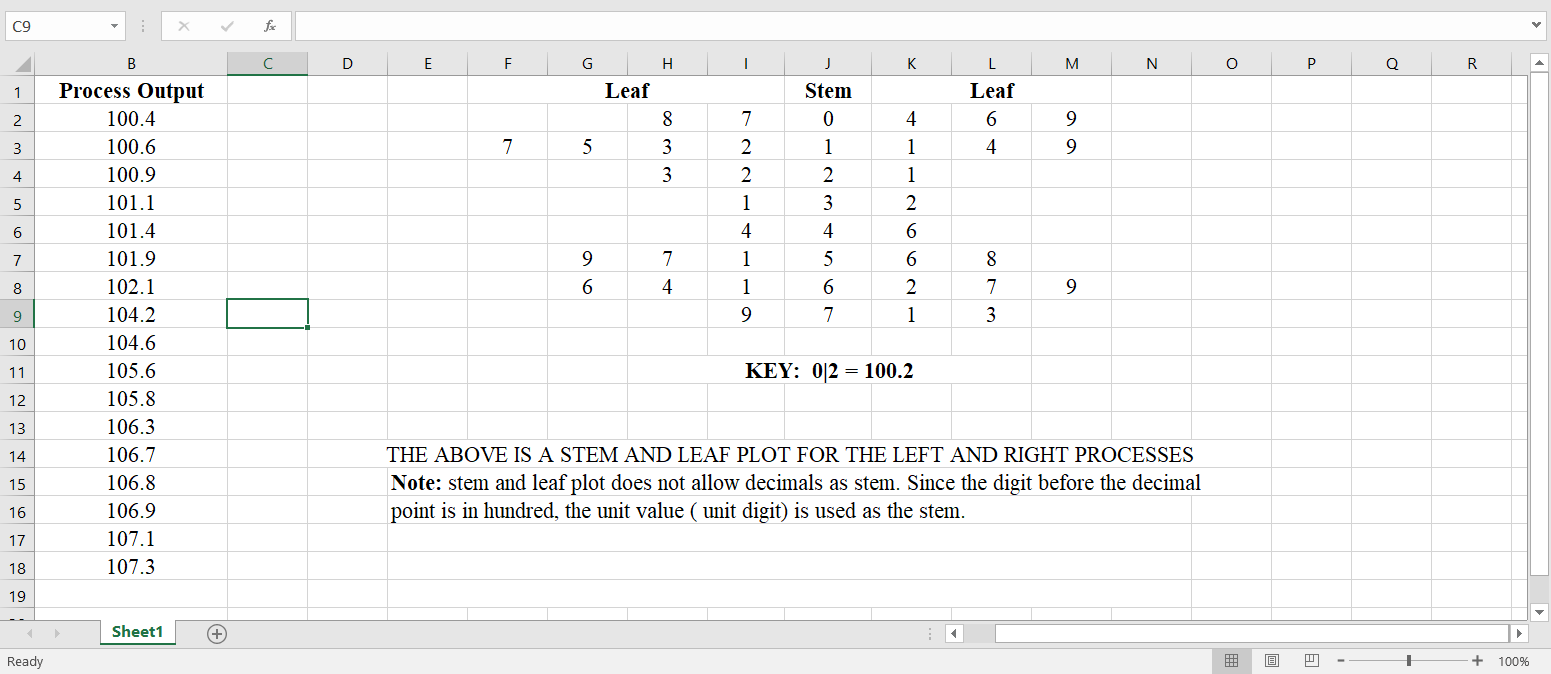 C9
fx
B C D E F G H I J K L M N O P Q R
1 Process Output Leaf Stem Leaf
2 100.4 8 7 0 4 6 9
3 100.6 7 5 3 2 1 1 4 9
4 100.9 3 2 2 1
5 101.1 1 3 2
6 101.4 4 4 6
7 101.9 9 7 1 5 6 8
8 102.1 6 4 1 6 2 7 9
9 104.2 9 7 1 3
10 104.6
11 105.6 KEY: 0|2 = 100.2
12 105.8
13 106.3
14 106.7 THE ABOVE IS A STEM AND LEAF PLOT FOR THE LEFT AND RIGHT PROCESSES
15 106.8 Note: stem and leaf plot does not allow decimals as stem. Since the digit before the decimal
16 106.9 point is in hundred, the unit value ( unit digit) is used as the stem.
17 107.1
18 107.3
19
Sheet1
Ready 100%